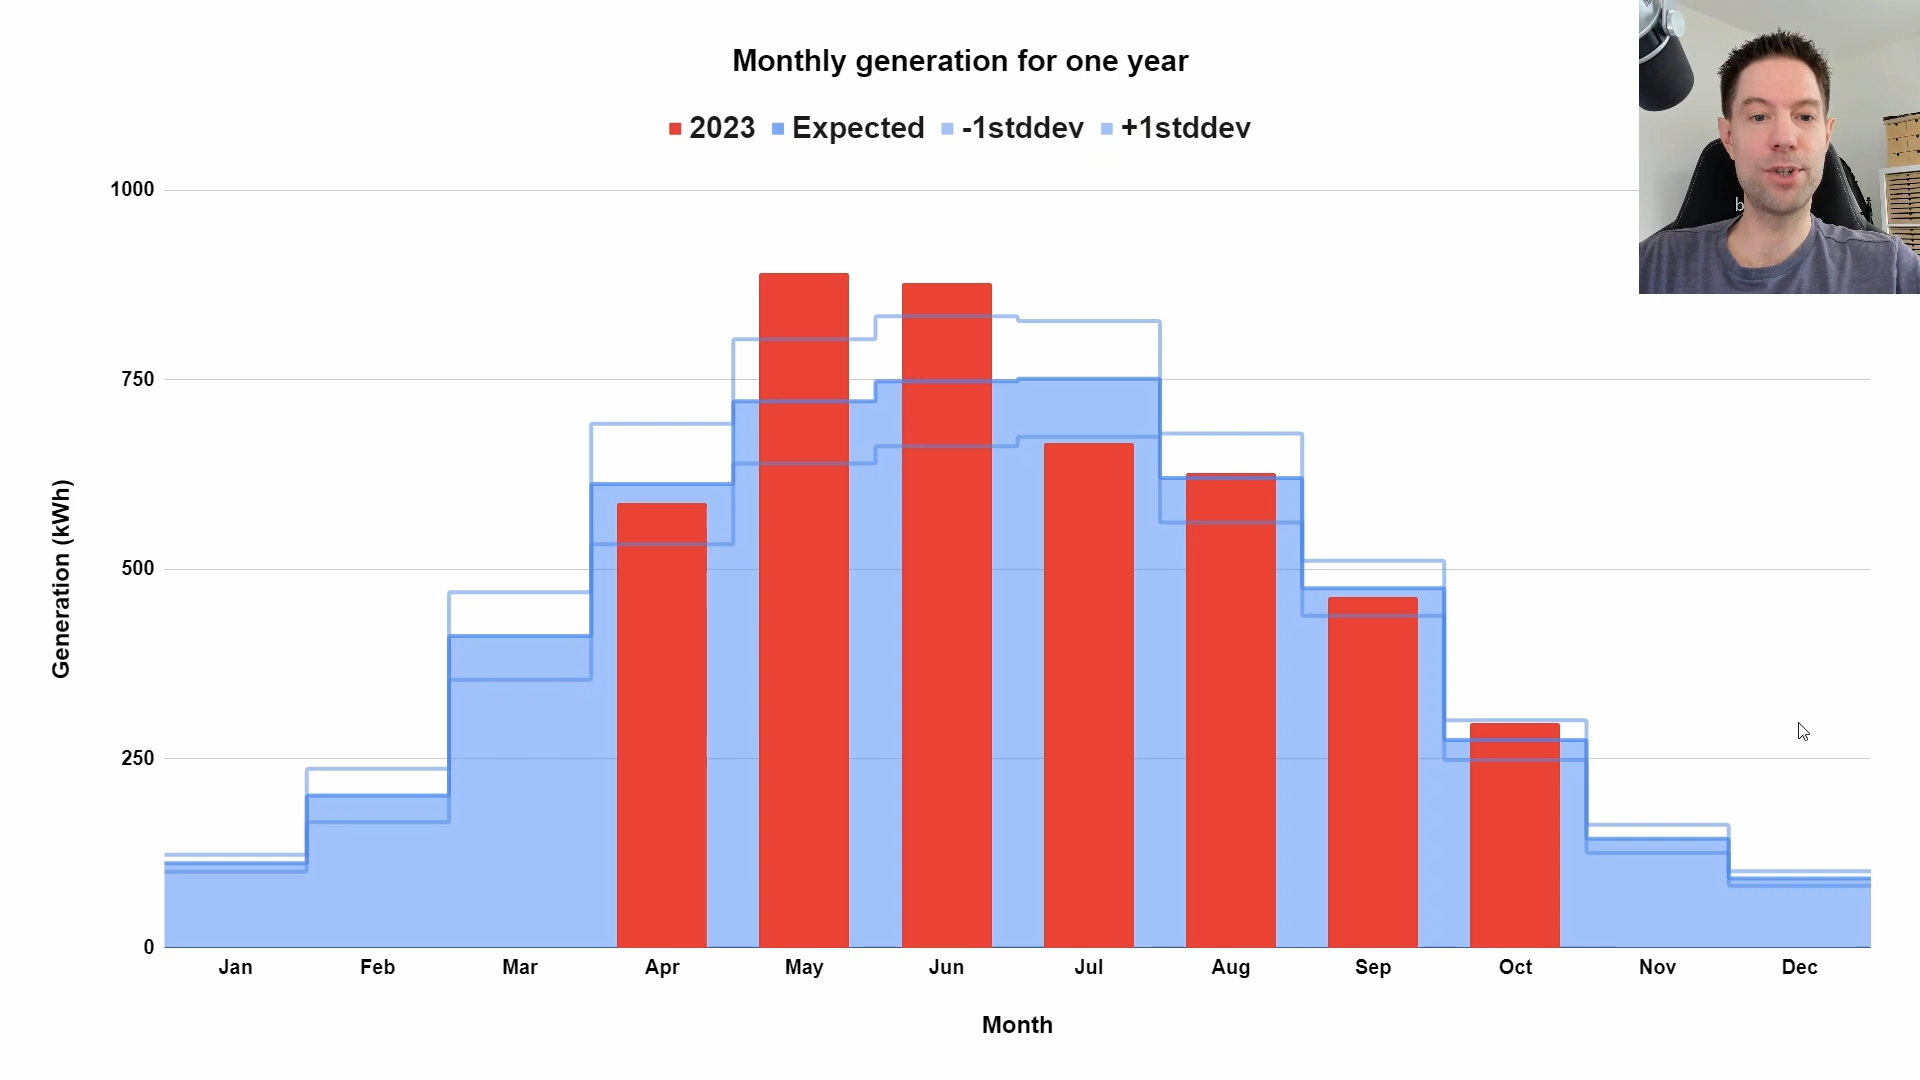 Monthly generation for one year
2023 Expected -1stddev +1stddev
1000
750
500
250
0
Generation (kWh)
Jan Feb Mar Apr May Jun Jul Aug Sep Oct Nov Dec
Month